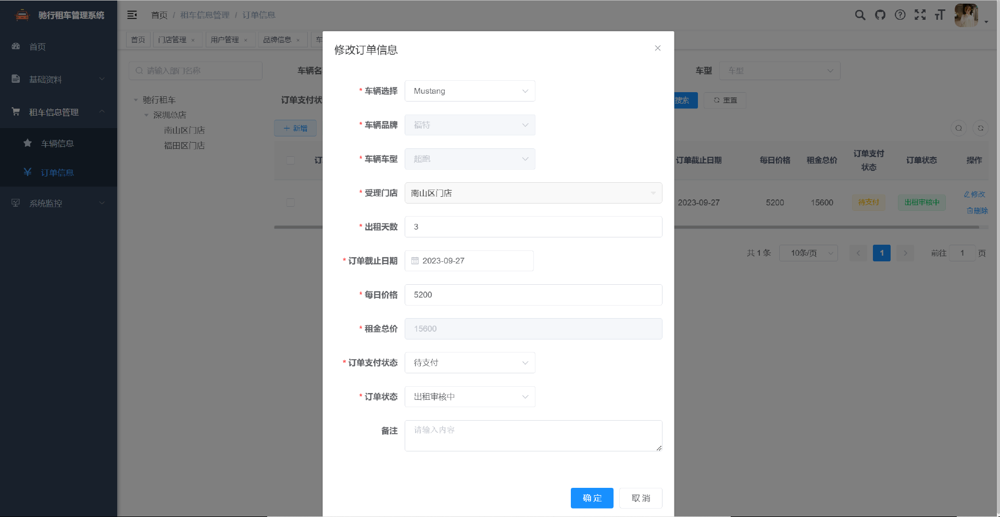 驰行租车管理系统
首页 / 租车信息管理 / 订单信息
首页
门店管理 ×
用户管理 ×
品牌信息 ×
车
首页
基础资料
租车信息管理
车辆信息
订单信息
系统监控
请输入部门名称
驰行租车
深圳总店
南山区门店
福田区门店
车辆名
车型 车型
订单支付状
搜索
重置
+ 新增
订
订单截止日期
每日价格
租金总价
订单支付
状态
订单状态
操作
2023-09-27
5200
15600
待支付
出租审核中
修改
删除
共 1 条
10条/页
1
前往 1 页
修改订单信息
* 车辆选择 Mustang
* 车辆品牌 福特
* 车辆车型 超跑
* 受理门店 南山区门店
* 出租天数 3
* 订单截止日期 2023-09-27
* 每日价格 5200
* 租金总价 15600
* 订单支付状态 待支付
* 订单状态 出租审核中
备注 请输入内容
确 定
取 消